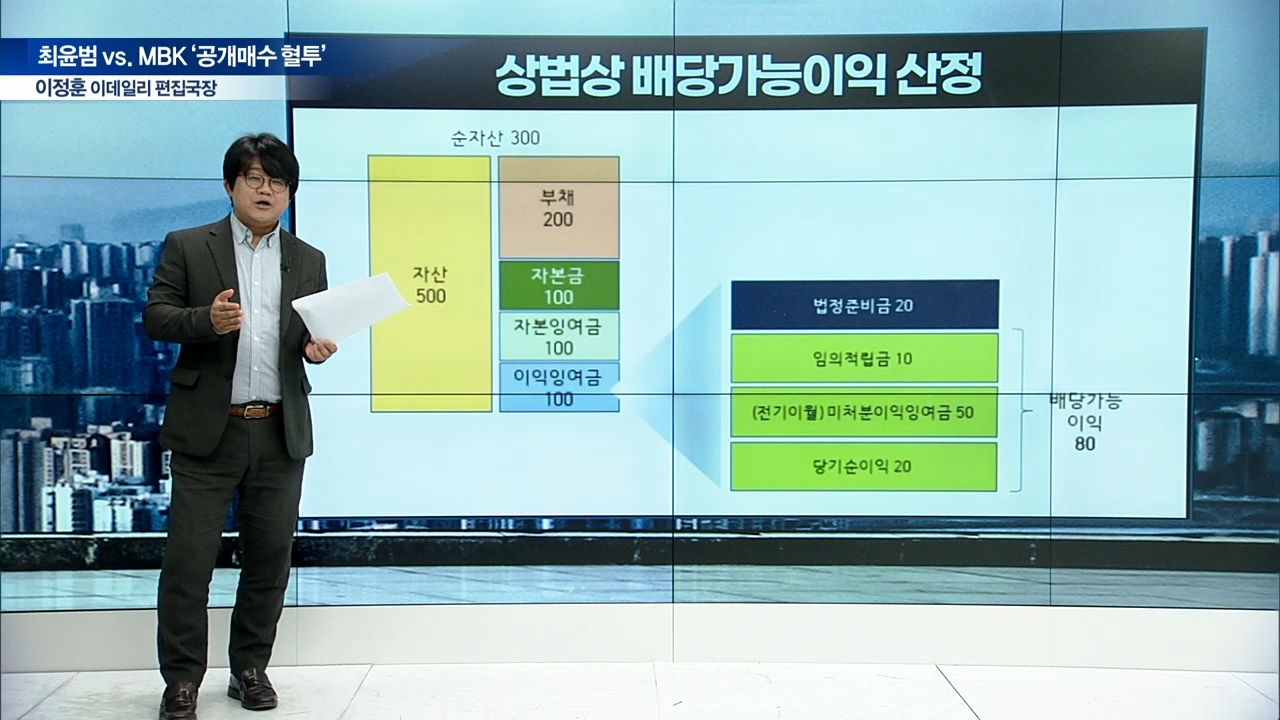 최윤범 vs. MBK ‘공개매수 혈투’
이정훈 이데일리 편집국장
상법상 배당가능이익 산정
순자산 300
자산
500
부채
200
자본금
100
자본잉여금
100
이익잉여금
100
법정준비금 20
임의적립금 10
(전기이월)미처분이익잉여금 50
당기순이익 20
배당가능
이익
80